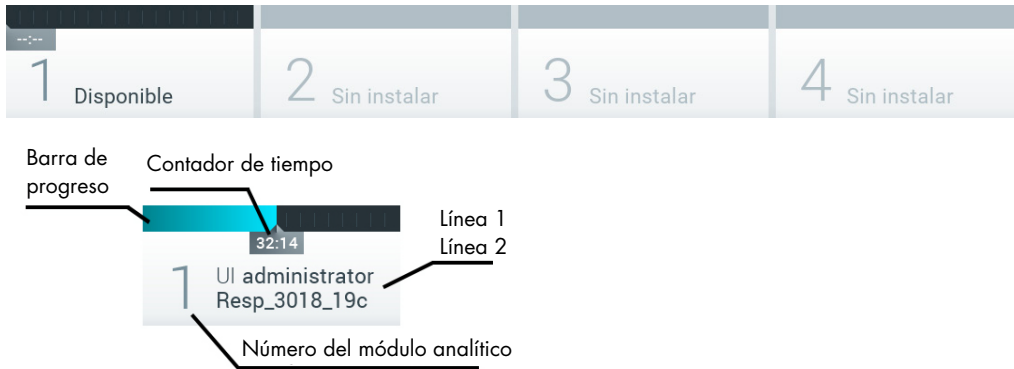 --:--
1 Disponible
2 Sin instalar
3 Sin instalar
4 Sin instalar
Barra de
progreso
Contador de tiempo
32:14
1
UI administrator
Resp_3018_19c
Línea 1
Línea 2
Número del módulo analítico